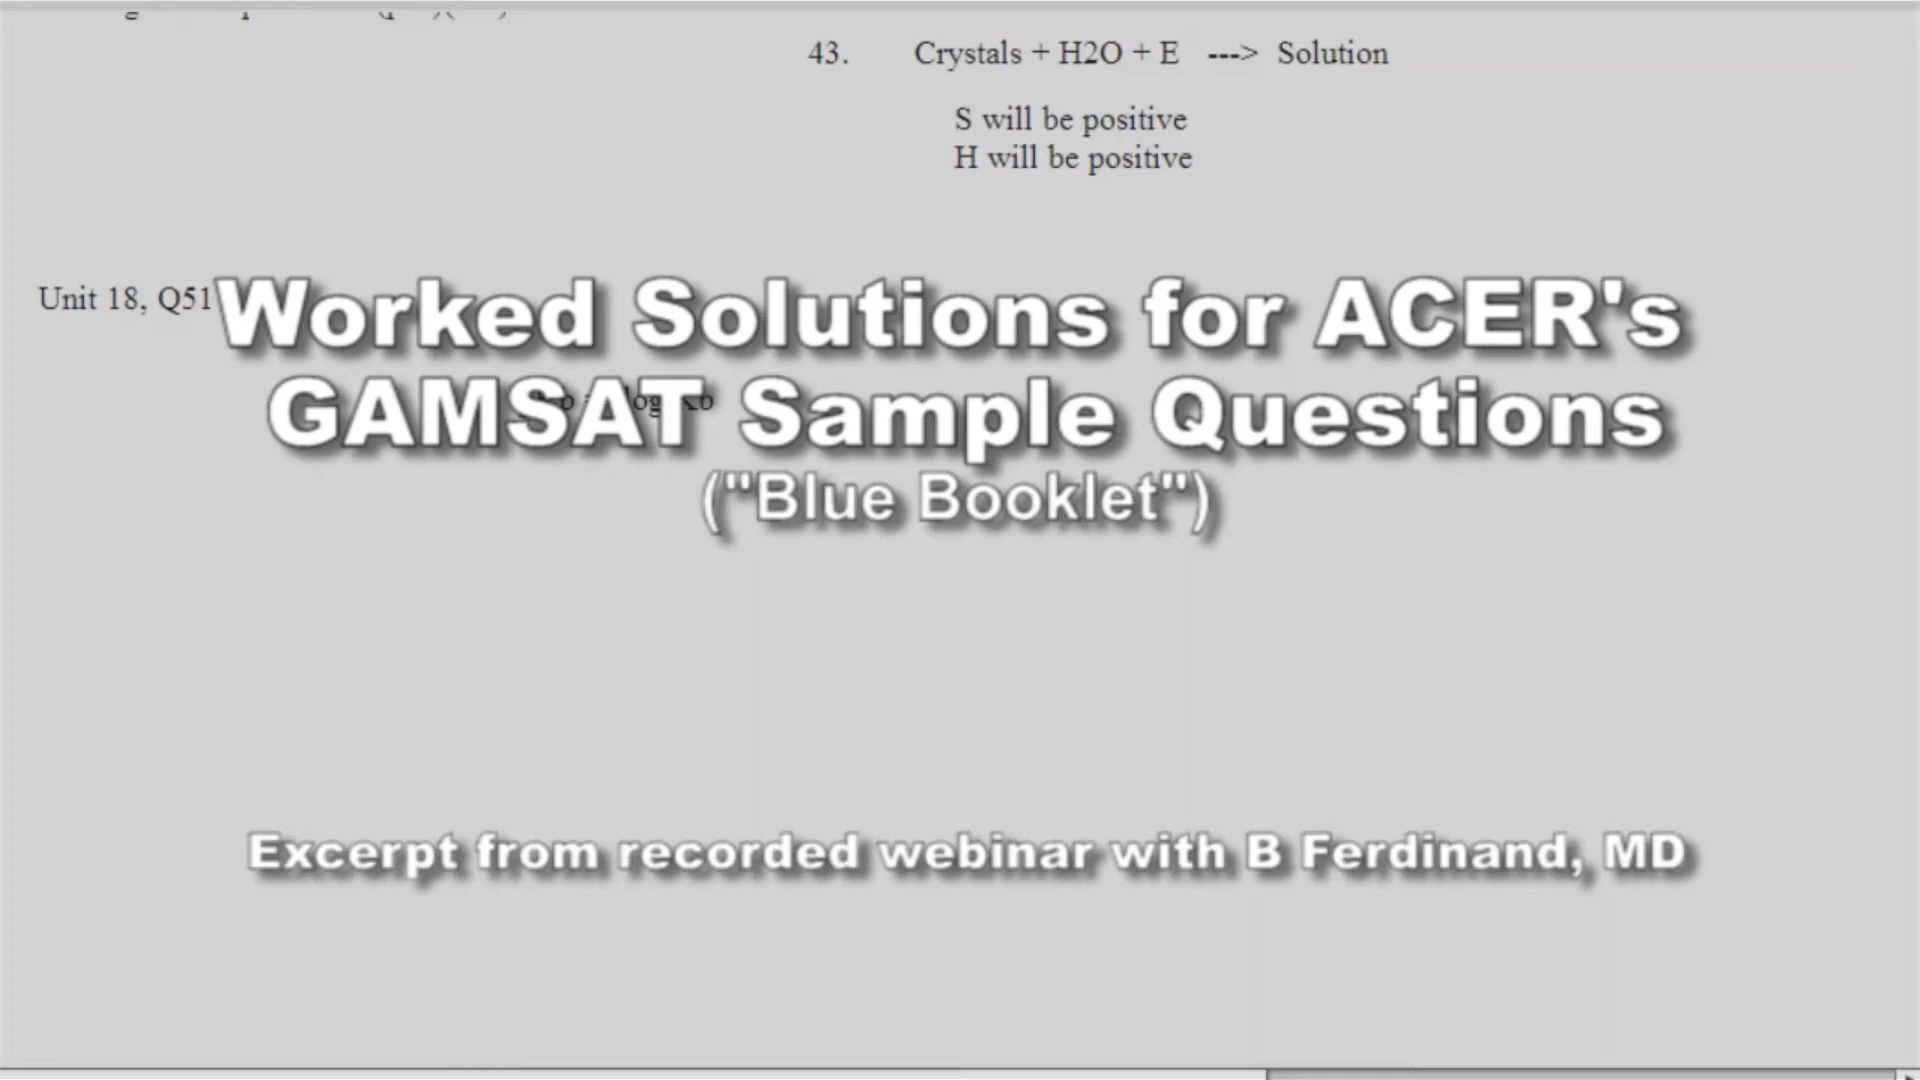 43. Crystals + H2O + E ---> Solution
S will be positive
H will be positive
Unit 18, Q51
Worked Solutions for ACER's
GAMSAT Sample Questions
("Blue Booklet")
Excerpt from recorded webinar with B Ferdinand, MD